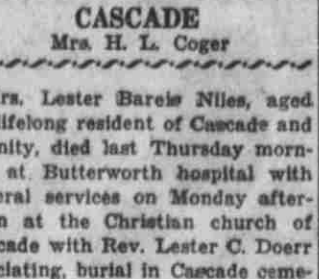 CASCADE
Mrs. H. L. Coger
rs. Lester Bareis Niles, aged
lifelong resident of Cascade and
nity, died last Thursday morn-
at Butterworth hospital with
eral services on Monday after-
n at the Christian church of
cade with Rev. Lester C. Doerr
ciating, burial in Cascade ceme-